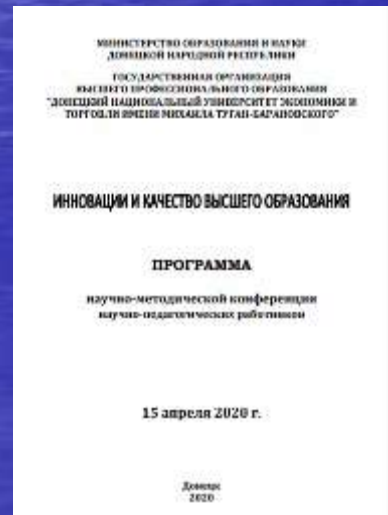 МИНИСТЕРСТВО ОБРАЗОВАНИЯ И НАУКИ
ДОНЕЦКОЙ НАРОДНОЙ РЕСПУБЛИКИ
ГОСУДАРСТВЕННАЯ ОРГАНИЗАЦИЯ
ВЫСШЕГО ПРОФЕССИОНАЛЬНОГО ОБРАЗОВАНИЯ
"ДОНЕЦКИЙ НАЦИОНАЛЬНЫЙ УНИВЕРСИТЕТ ЭКОНОМИКИ И
ТОРГОВЛИ ИМЕНИ МИХАИЛА ТУГАН-БАРАНОВСКОГО"
ИННОВАЦИИ И КАЧЕСТВО ВЫСШЕГО ОБРАЗОВАНИЯ
ПРОГРАММА
научно-методической конференции
научно-педагогических работников
15 апреля 2020 г.
Донецк
2020